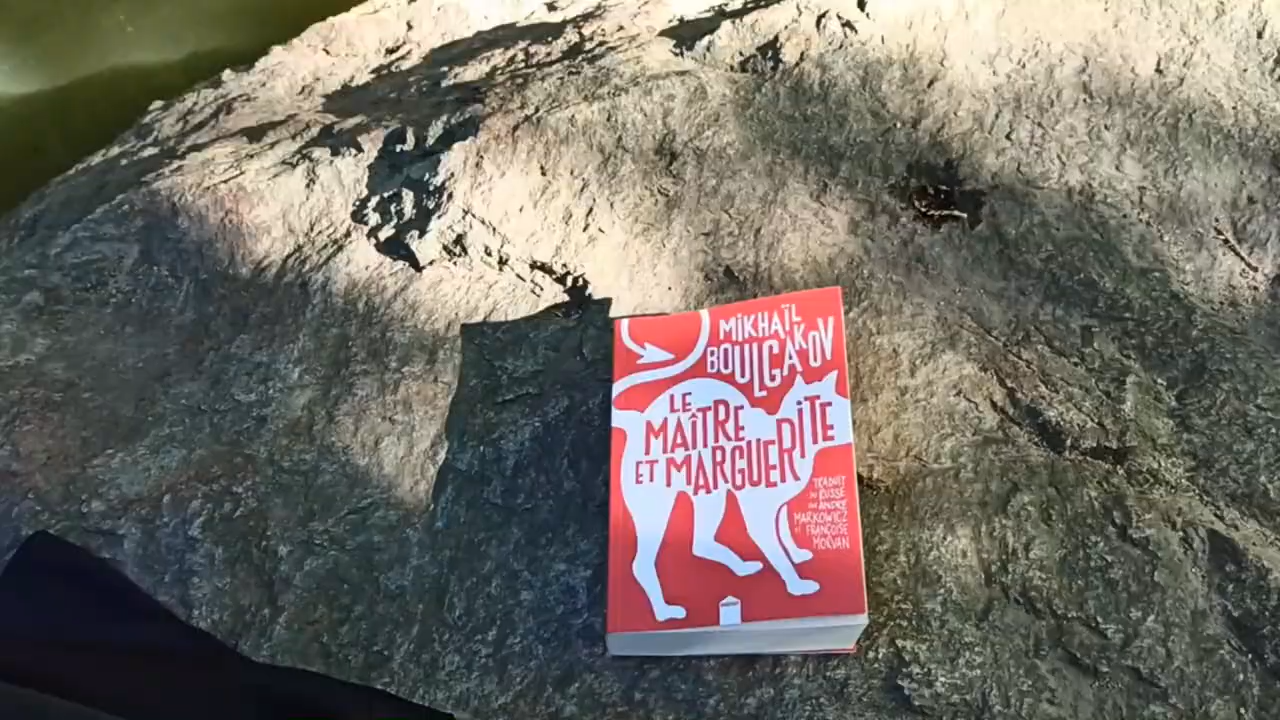 MIKHAÏL
BOULGAKOV
LE
MAÎTRE
ET MARGUERITE
TRADUIT
DU RUSSE
PAR ANDRÉ
MARKOWICZ
ET FRANÇOISE
MORVAN